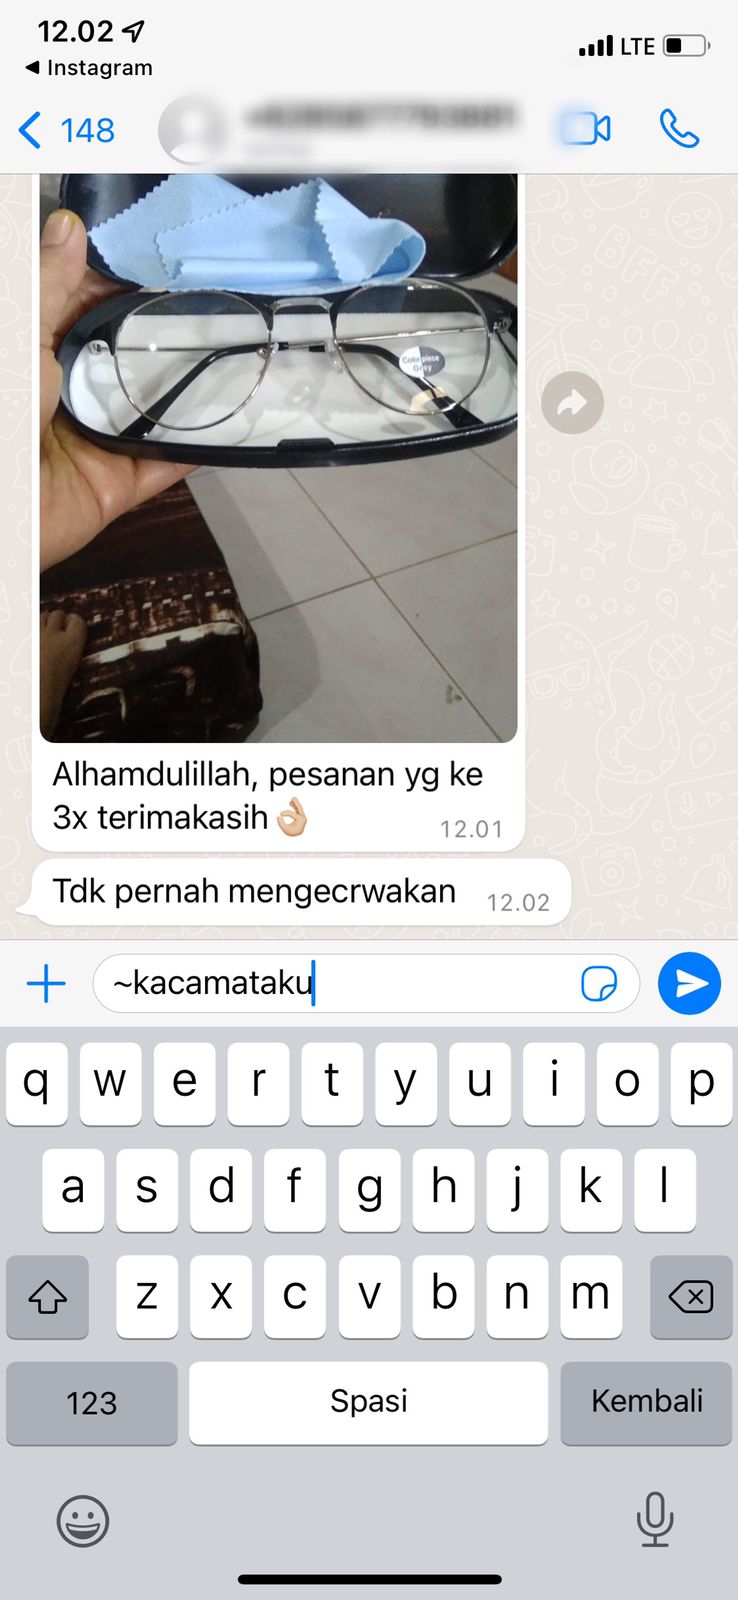 12.02
LTE
◀ Instagram
148
Colorpiece
Grey
Alhamdulillah, pesanan yg ke
3x terimakasih👌🏼
12.01
Tdk pernah mengecrwakan
12.02
~kacamataku
q w e r t y u i o p
a s d f g h j k l
z x c v b n m
123 Spasi Kembali